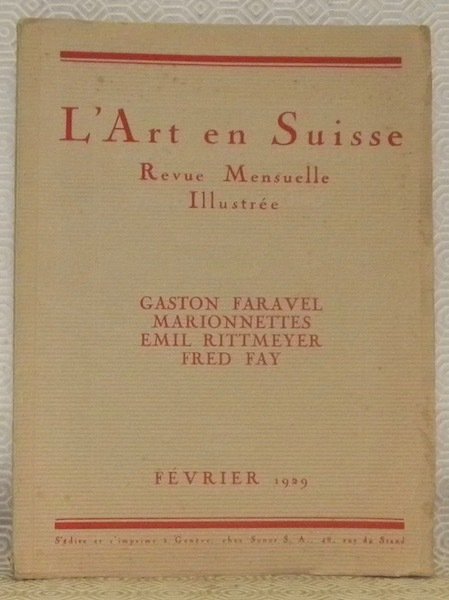 L'Art en Suisse
Revue Mensuelle
Illustrée
GASTON FARAVEL
MARIONNETTES
EMIL RITTMEYER
FRED FAY
FÉVRIER 1929
S'édite et s'imprime à Genève, chez Sonor S. A., 48, rue du Stand